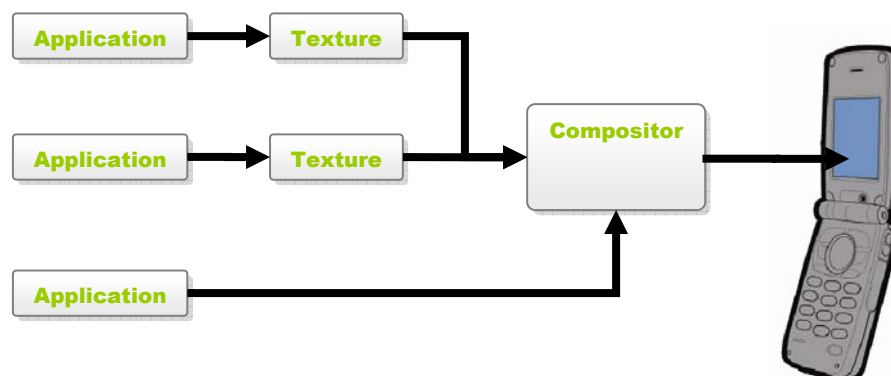 Application
Texture
Application
Texture
Compositor
Application